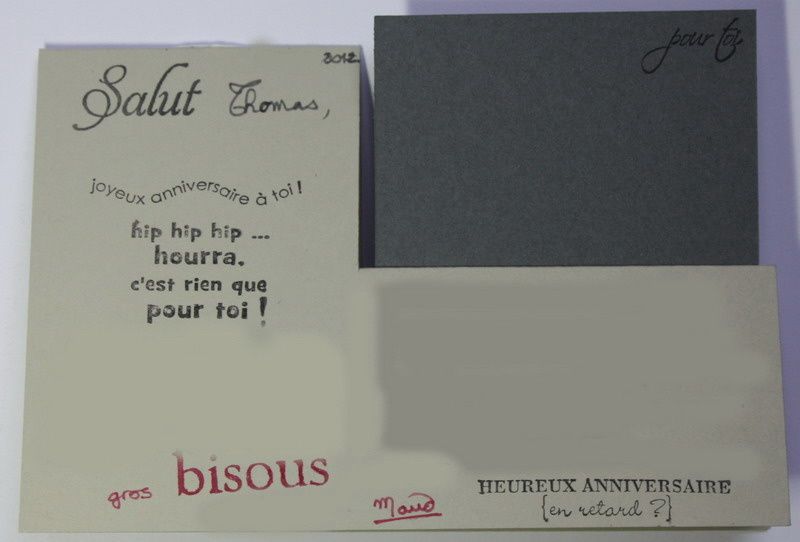 3012
Salut Thomas,
joyeux anniversaire à toi !
hip hip hip ...
hourra.
c'est rien que
pour toi !
gros bisous
Maud
pour toi
HEUREUX ANNIVERSAIRE
{en retard ?}